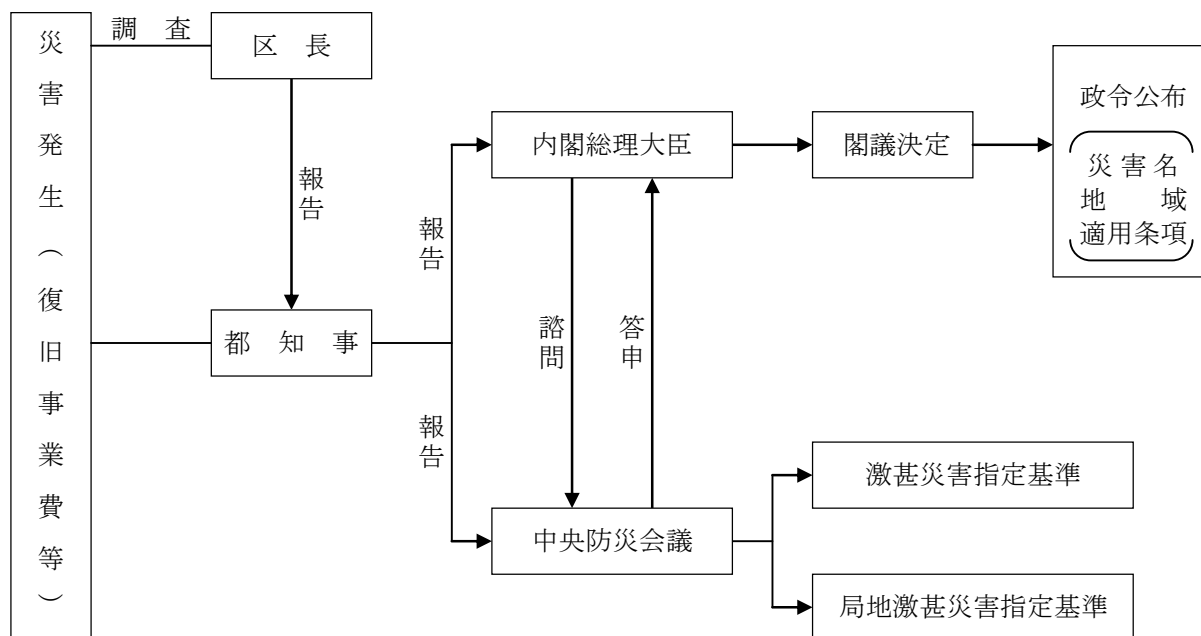 災害発生(復旧事業費等)
調査
区長
報告
都知事
報告
報告
内閣総理大臣
諮問
答申
中央防災会議
閣議決定
政令公布
災害名
地域
適用条項
激甚災害指定基準
局地激甚災害指定基準